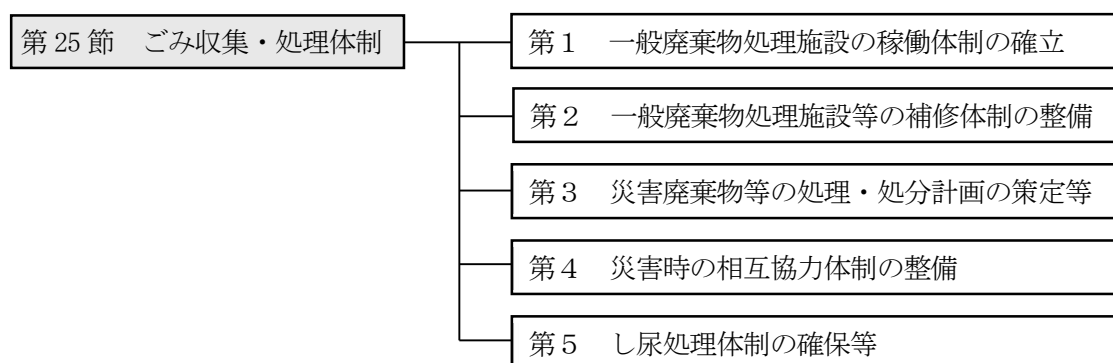 第25節　ごみ収集・処理体制
第１　一般廃棄物処理施設の稼働体制の確立
第２　一般廃棄物処理施設等の補修体制の整備
第３　災害廃棄物等の処理・処分計画の策定等
第４　災害時の相互協力体制の整備
第５　し尿処理体制の確保等